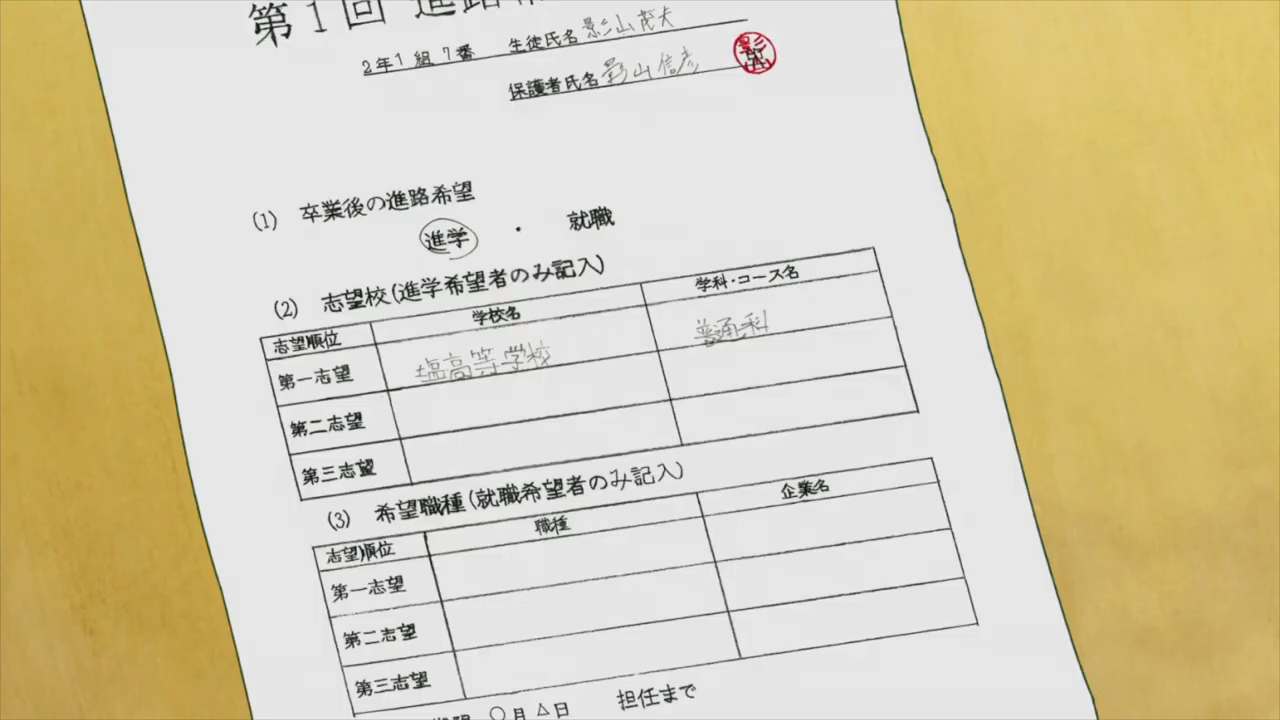 第1回 進路希
2年1組7番 生徒氏名 影山茂夫
保護者氏名 影山信彦
(1) 卒業後の進路希望
進学 ・ 就職
(2) 志望校(進学希望者のみ記入)
志望順位 学校名 学科・コース名
第一志望 塩高等学校 普通科
第二志望
第三志望
(3) 希望職種(就職希望者のみ記入)
志望順位 職種 企業名
第一志望
第二志望
第三志望
○月△日 担任まで